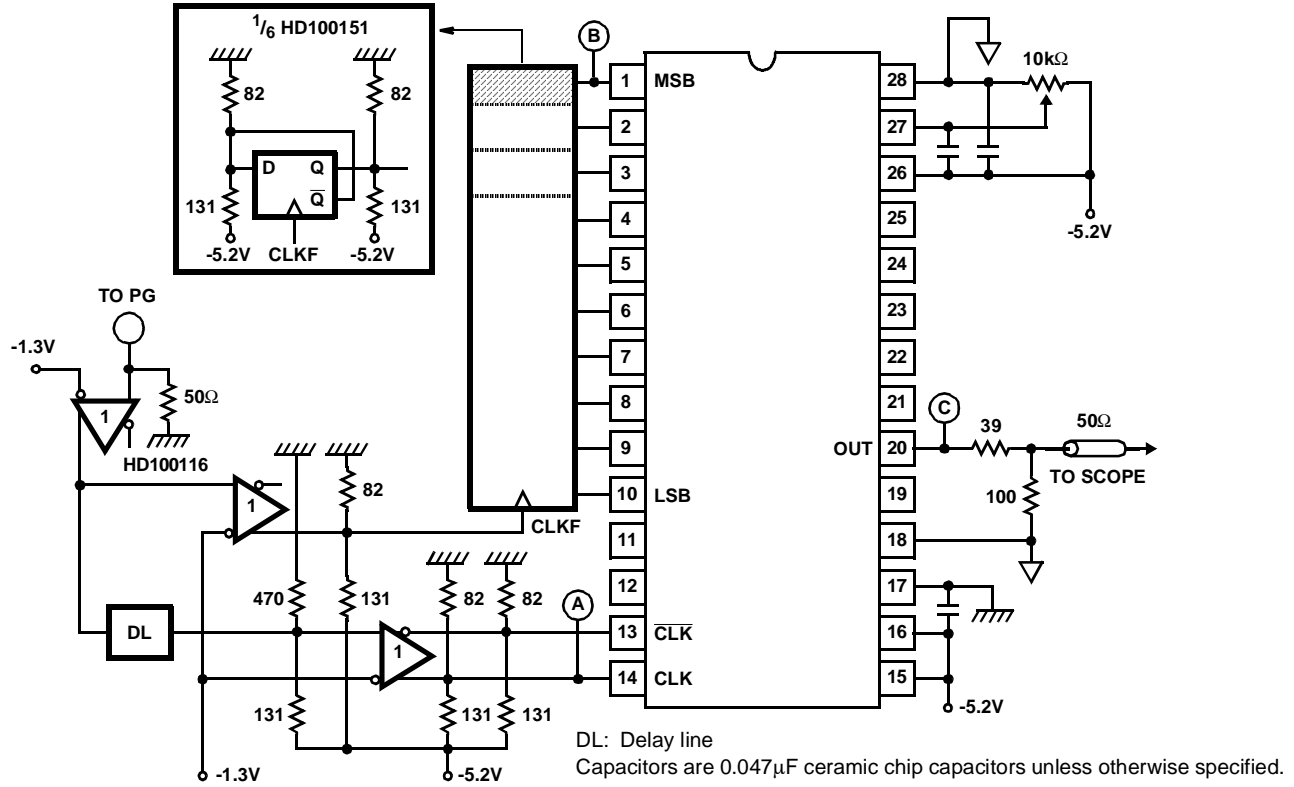 1/6 HD100151
82
82
D
Q
Q
131
131
-5.2V
CLKF
-5.2V
B
1
MSB
2
3
4
5
6
7
8
9
10
LSB
11
12
13
CLK
14
CLK
28
27
26
25
24
23
22
21
OUT
20
19
18
17
16
15
10kΩ
-5.2V
C
39
50Ω
TO SCOPE
100
-5.2V
TO PG
-1.3V
50Ω
1
HD100116
1
82
CLKF
470
131
82
82
A
DL
1
131
131
131
-1.3V
-5.2V
DL: Delay line
Capacitors are 0.047μF ceramic chip capacitors unless otherwise specified.